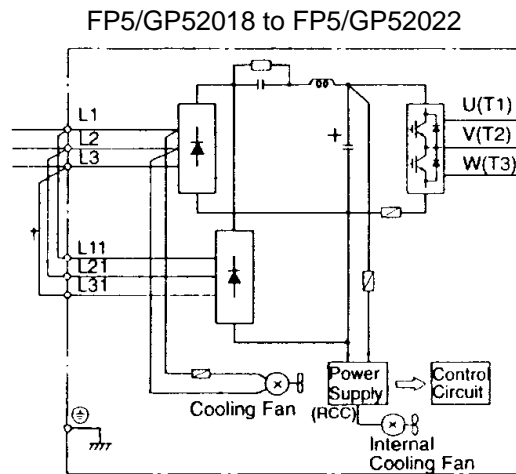 FP5/GP52018 to FP5/GP52022
L1
L2
L3
U(T1)
V(T2)
W(T3)
+
†
L11
L21
L31
Cooling Fan
Power
Supply
(RCC)
Control
Circuit
Internal
Cooling Fan